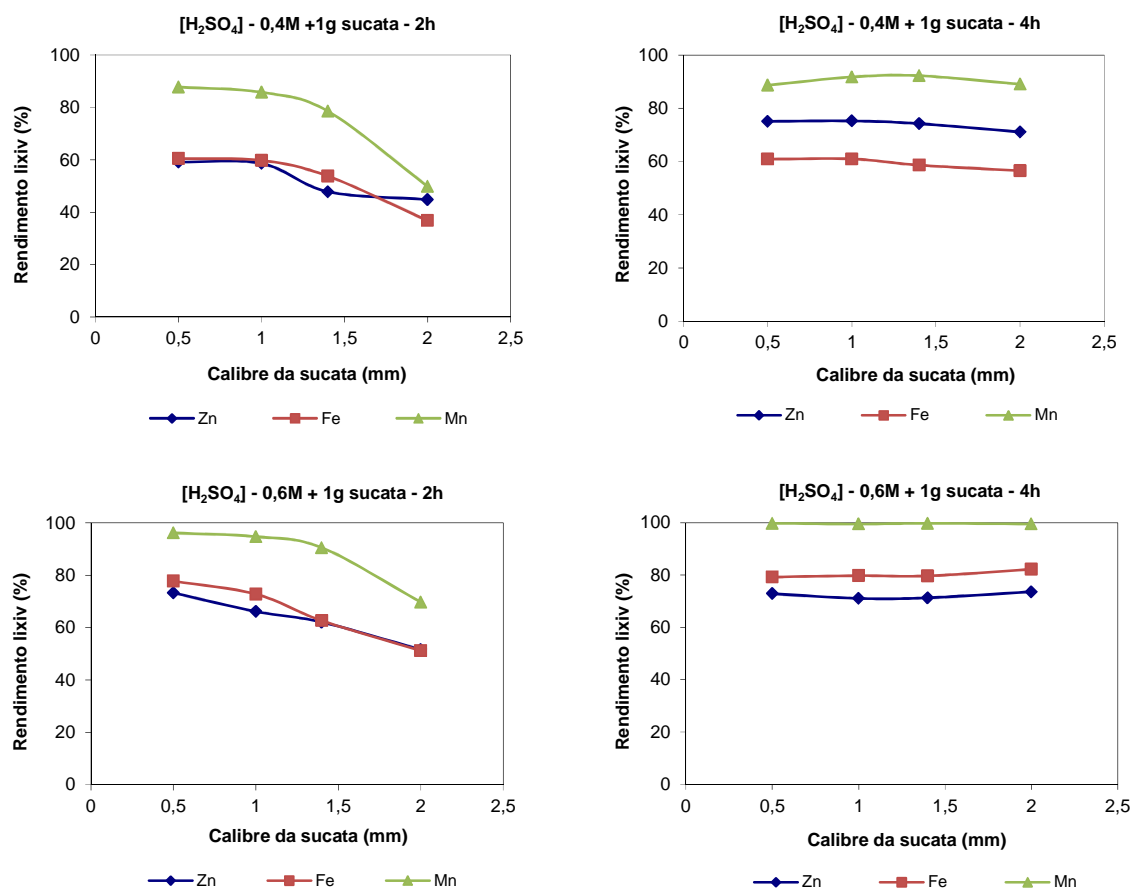 [H₂SO₄] - 0,4M +1g sucata - 2h
Rendimento lixiv (%)
100
80
60
40
20
0
0 0,5 1 1,5 2 2,5
Calibre da sucata (mm)
Zn Fe Mn
[H₂SO₄] - 0,4M + 1g sucata - 4h
Rendimento lixiv (%)
100
80
60
40
20
0
0 0,5 1 1,5 2 2,5
Calibre da sucata (mm)
Zn Fe Mn
[H₂SO₄] - 0,6M + 1g sucata - 2h
Rendimento lixiv (%)
100
80
60
40
20
0
0 0,5 1 1,5 2 2,5
Calibre da sucata (mm)
Zn Fe Mn
[H₂SO₄] - 0,6M + 1g sucata - 4h
Rendimento lixiv (%)
100
80
60
40
20
0
0 0,5 1 1,5 2 2,5
Calibre da sucata (mm)
Zn Fe Mn